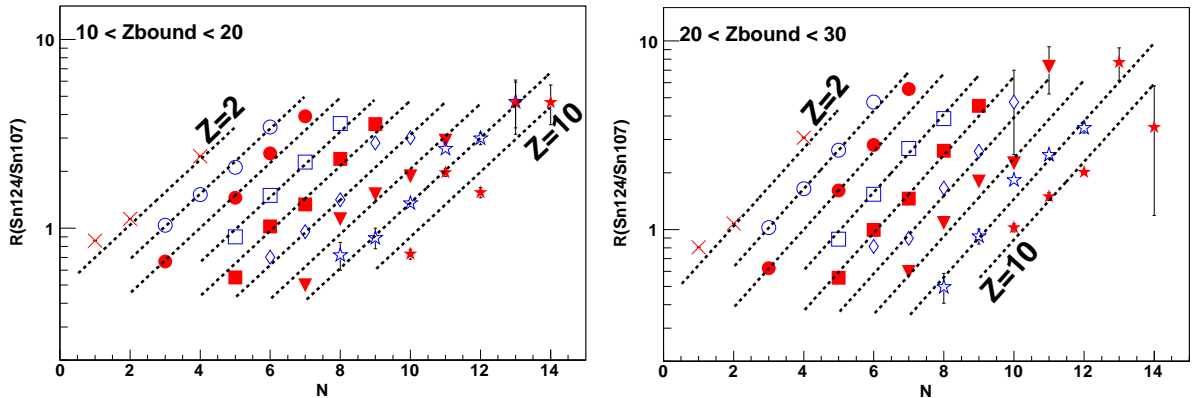 10 < Zbound < 20
R(Sn124/Sn107)
10
1
Z=2
Z=10
0 2 4 6 8 10 12 14
N
20 < Zbound < 30
R(Sn124/Sn107)
10
1
Z=2
Z=10
0 2 4 6 8 10 12 14
N